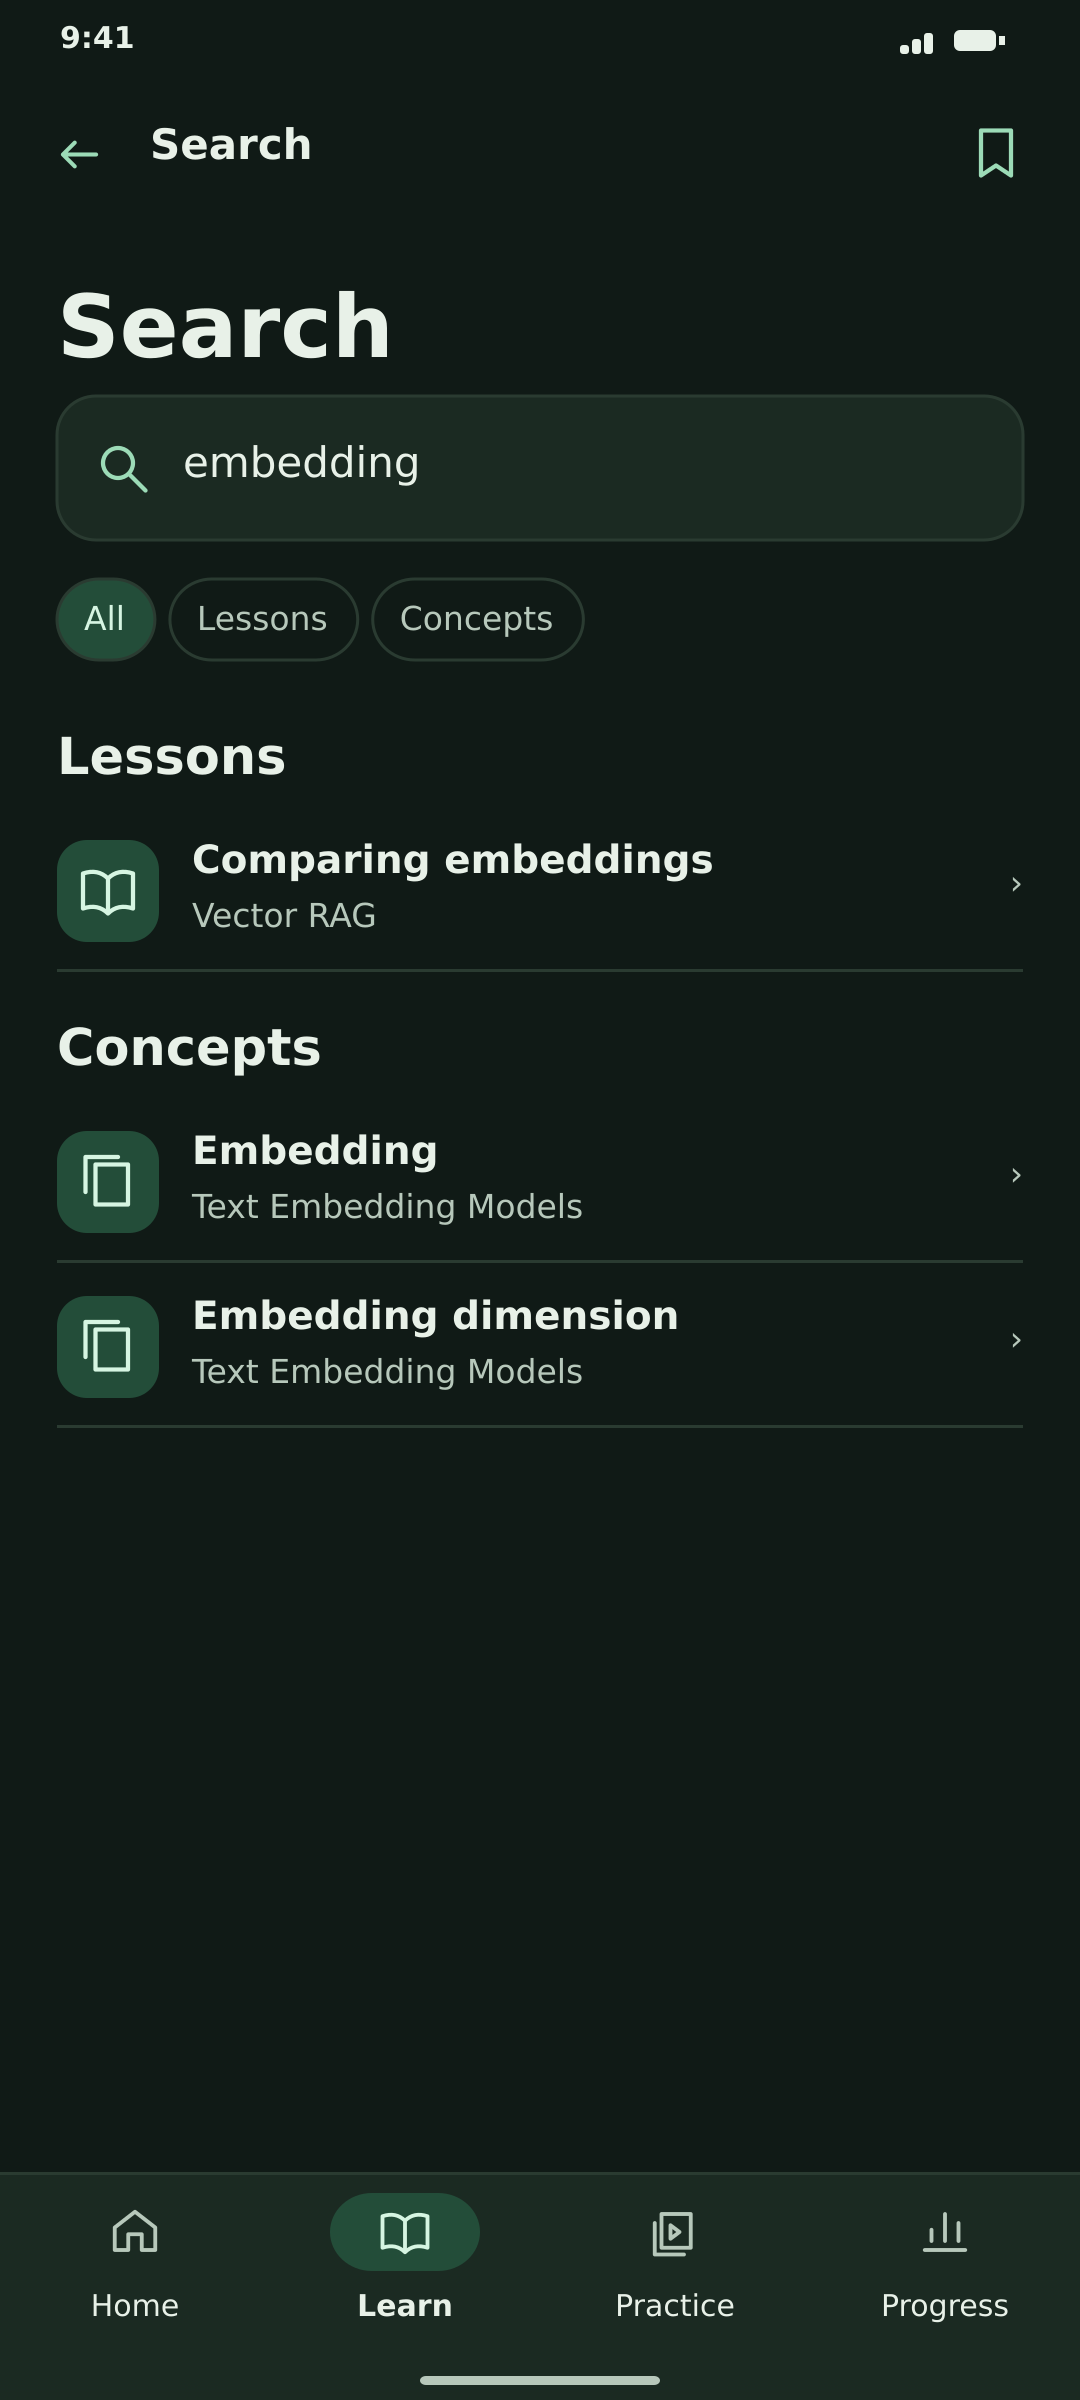 9:41
Search
Search
embedding
All
Lessons
Concepts
Lessons
Comparing embeddings
Vector RAG
Concepts
Embedding
Text Embedding Models
Embedding dimension
Text Embedding Models
Home
Learn
Practice
Progress